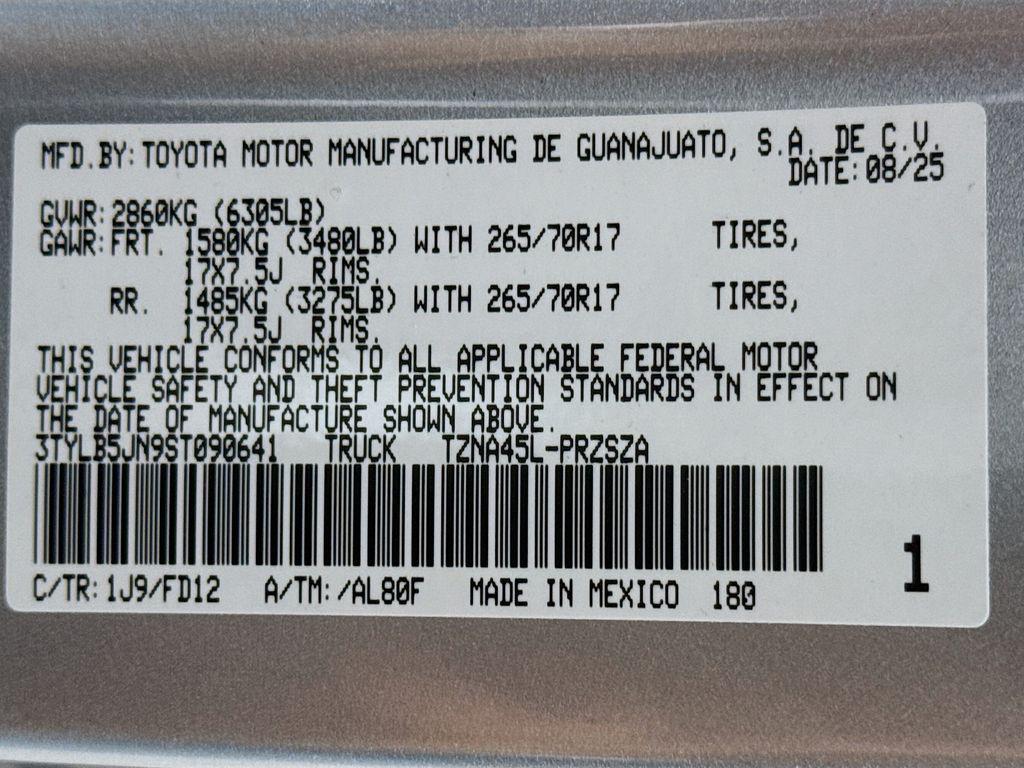 MFD.BY: TOYOTA MOTOR MANUFACTURING DE GUANAJUATO, S.A. DE C.V.
DATE: 08/25
GVWR: 2860KG (6305LB)
GAWR: FRT. 1580KG (3480LB) WITH 265/70R17 TIRES,
17X7.5J RIMS.
RR. 1485KG (3275LB) WITH 265/70R17 TIRES,
17X7.5J RIMS.
THIS VEHICLE CONFORMS TO ALL APPLICABLE FEDERAL MOTOR
VEHICLE SAFETY AND THEFT PREVENTION STANDARDS IN EFFECT ON
THE DATE OF MANUFACTURE SHOWN ABOVE.
3TYLB5JN9ST090641 TRUCK TZNA45L-PRZSZA
1
C/TR: 1J9/FD12 A/TM: /AL80F MADE IN MEXICO 180